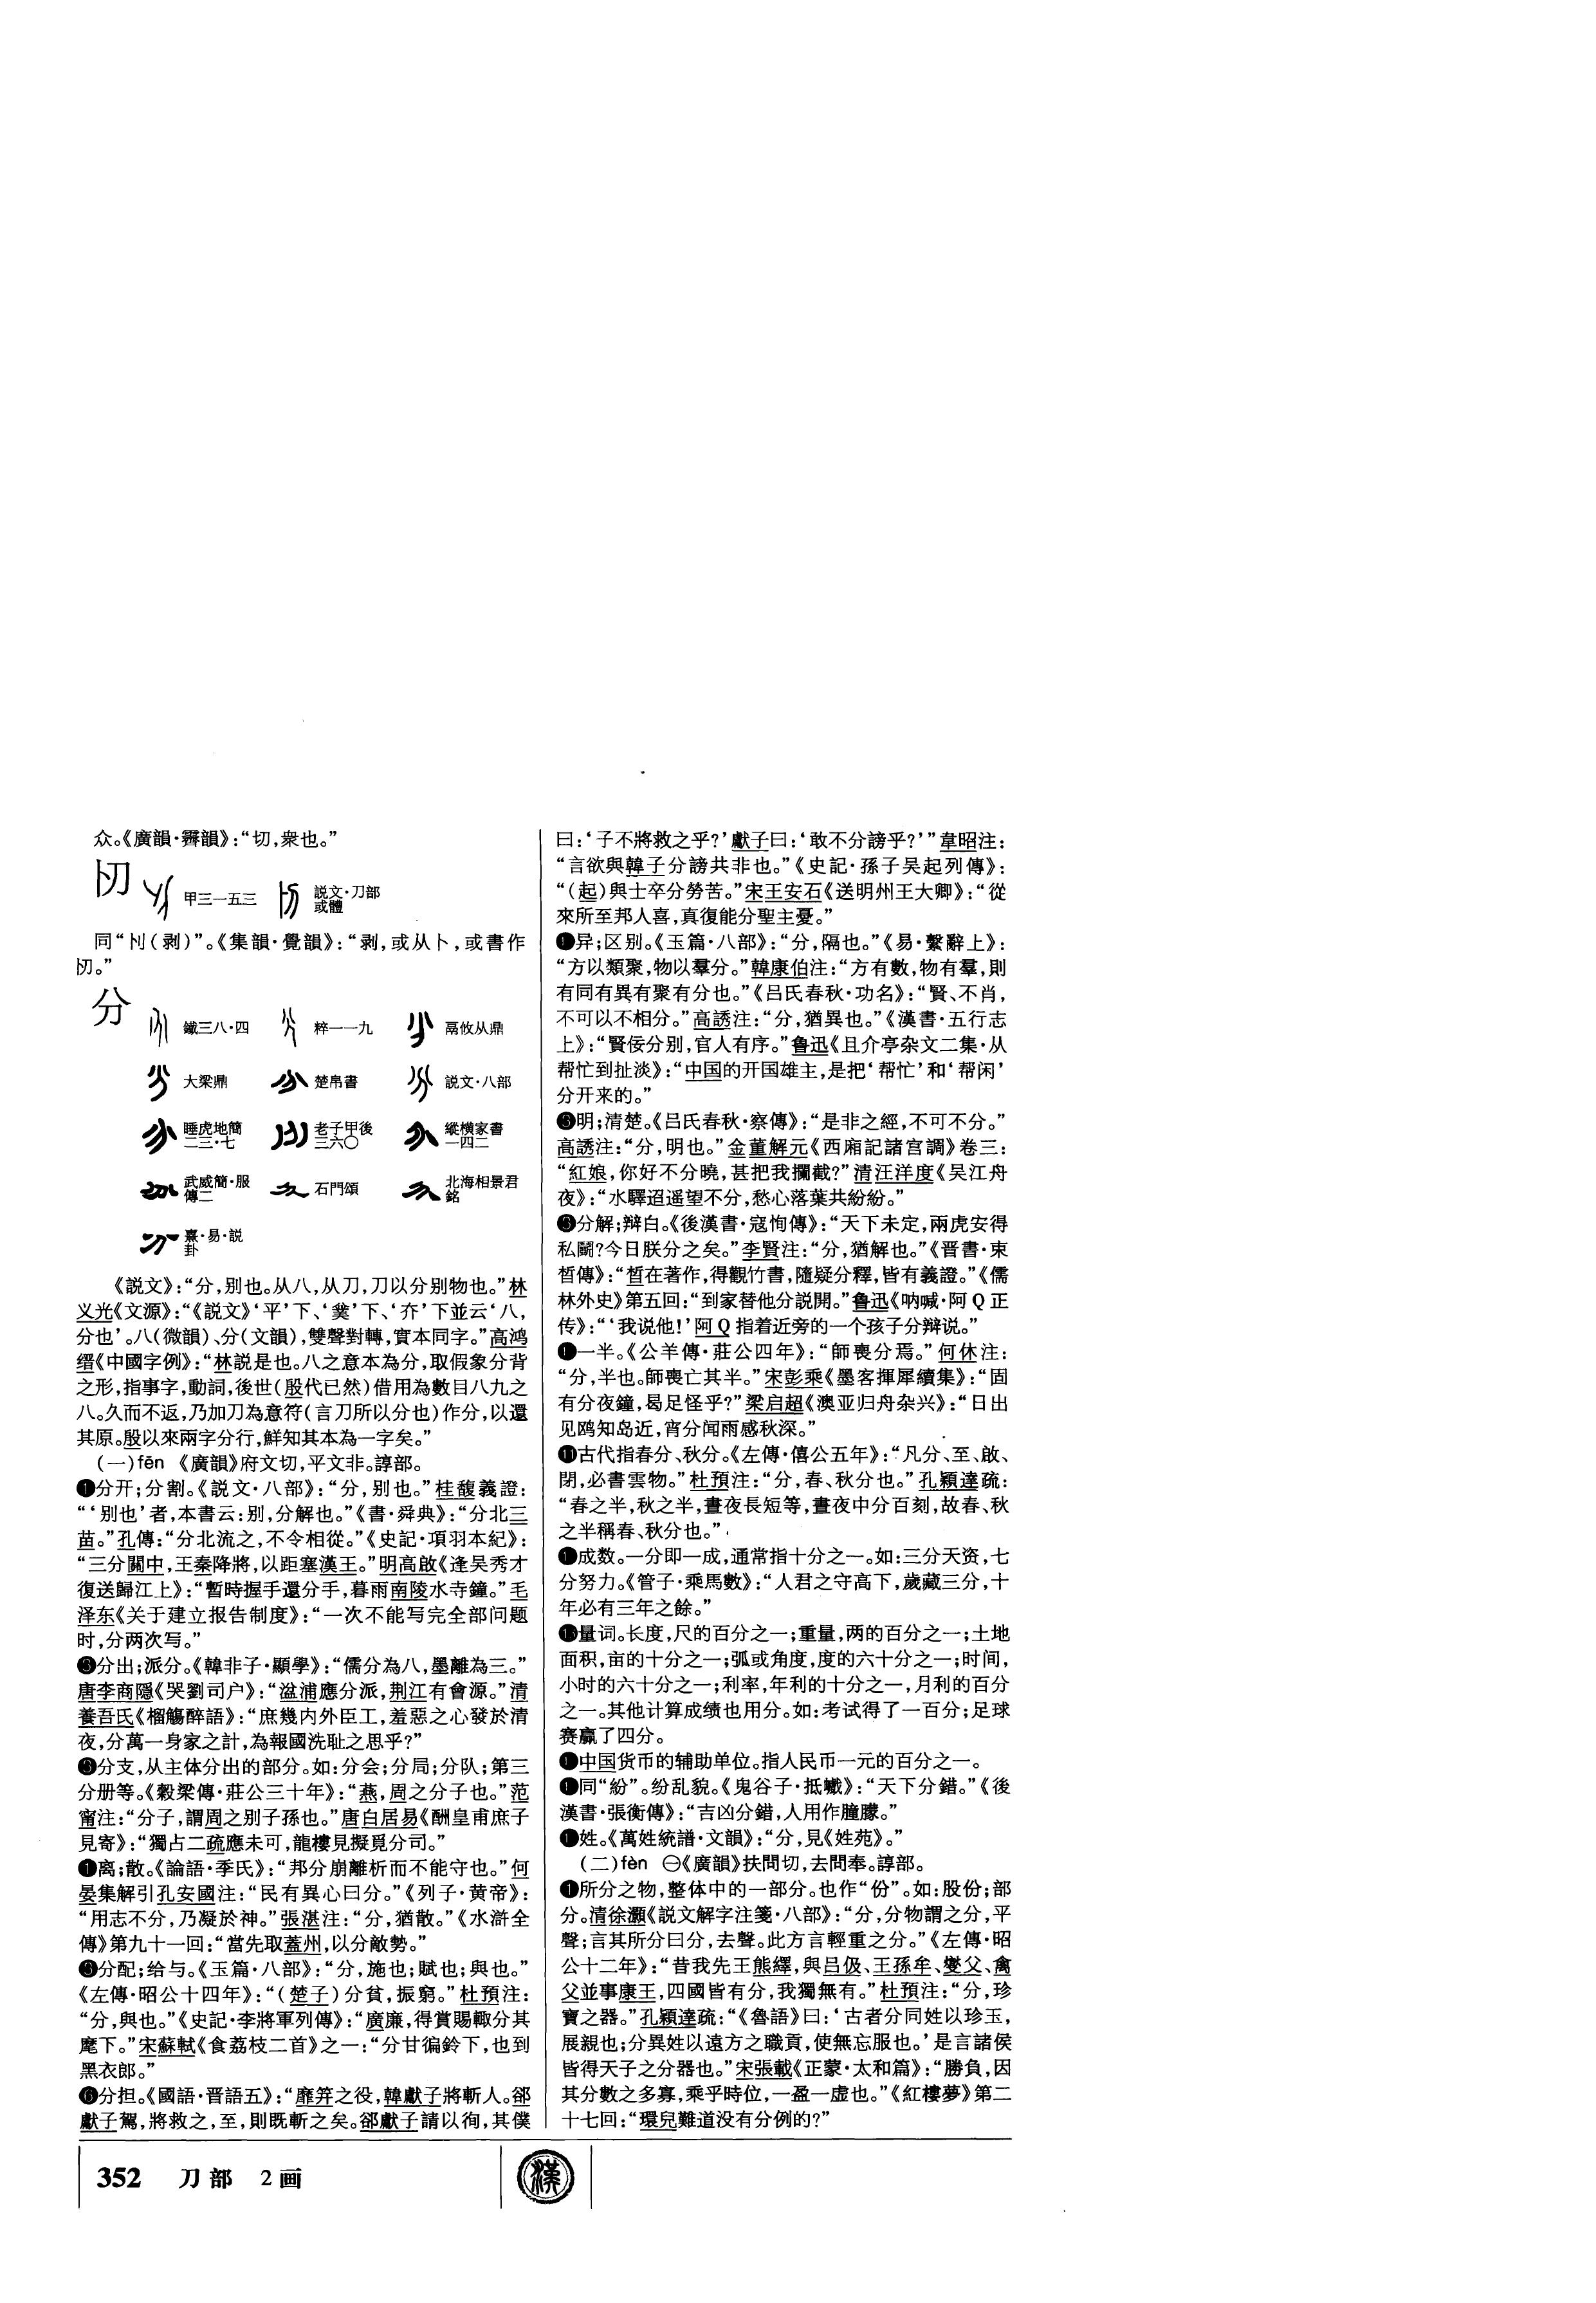 众。《廣韻·霽韻》：“切，衆也。”
甲三一五三
説文·刀部
或體
同“刌（剥）”。《集韻·覺韻》：“剥，或从卜，或書作
。”
分
鐵三八·四 粹一一九 鬲攸从鼎
大梁鼎 楚帛書 説文·八部
睡虎地簡二三·七 老子甲後三六〇 縱横家書一四二
武威簡·服傳二 石門頌 北海相景君銘
熹·易·説卦
《説文》：“分，别也。从八，从刀，刀以分别物也。”林
义光《文源》：“《説文》‘平’下、‘㒸’下、‘介’下並云‘八，
分也’。八（微韻）、分（文韻），雙聲對轉，實本同字。”高鸿
缙《中國字例》：“林説是也。八之意本為分，取假象分背
之形，指事字，動詞，後世（殷代已然）借用為數目八九之
八。久而不返，乃加刀為意符（言刀所以分也）作分，以還
其原。殷以來兩字分行，鮮知其本為一字矣。”
（一）fēn 《廣韻》府文切，平文非。諄部。
❶分开；分割。《説文·八部》：“分，别也。”桂馥義證：
“‘别也’者，本書云：别，分解也。”《書·舜典》：“分北三
苗。”孔傳：“分北流之，不令相從。”《史記·項羽本紀》：
“三分關中，王秦降將，以距塞漢王。”明高啟《逢吴秀才
復送歸江上》：“暫時握手還分手，暮雨南陵水寺鐘。”毛
泽东《关于建立报告制度》：“一次不能写完全部问题
时，分两次写。”
❷分出；派分。《韓非子·顯學》：“儒分為八，墨離為三。”
唐李商隱《哭劉司户》：“湓浦應分派，荆江有會源。”清
養吾氏《榴觴醉語》：“庶幾内外臣工，羞惡之心發於清
夜，分萬一身家之計，為報國洗耻之思乎？”
❸分支，从主体分出的部分。如：分会；分局；分队；第三
分册等。《穀梁傳·莊公三十年》：“燕，周之分子也。”范
甯注：“分子，謂周之别子孫也。”唐白居易《酬皇甫庶子
見寄》：“獨占二疏應未可，龍樓見擬覓分司。”
❹离；散。《論語·季氏》：“邦分崩離析而不能守也。”何
晏集解引孔安國注：“民有異心曰分。”《列子·黄帝》：
“用志不分，乃凝於神。”張湛注：“分，猶散。”《水滸全
傳》第九十一回：“當先取蓋州，以分敵勢。”
❺分配；给与。《玉篇·八部》：“分，施也；賦也；與也。”
《左傳·昭公十四年》：“（楚子）分貧，振窮。”杜預注：
“分，與也。”《史記·李將軍列傳》：“廣廉，得賞賜輙分其
麾下。”宋蘇軾《食荔枝二首》之一：“分甘徧鈴下，也到
黑衣郎。”
❻分担。《國語·晋語五》：“靡笄之役，韓獻子將斬人。郤
獻子駕，將救之，至，則既斬之矣。郤獻子請以徇，其僕
曰：‘子不將救之乎？’獻子曰：‘敢不分謗乎？’”韋昭注：
“言欲與韓子分謗共非也。”《史記·孫子吴起列傳》：
“（起）與士卒分勞苦。”宋王安石《送明州王大卿》：“從
來所至邦人喜，真復能分聖主憂。”
❼异；区别。《玉篇·八部》：“分，隔也。”《易·繫辭上》：
“方以類聚，物以羣分。”韓康伯注：“方有數，物有羣，則
有同有異有聚有分也。”《吕氏春秋·功名》：“賢、不肖，
不可以不相分。”高誘注：“分，猶異也。”《漢書·五行志
上》：“賢佞分别，官人有序。”鲁迅《且介亭杂文二集·从
帮忙到扯淡》：“中国的开国雄主，是把‘帮忙’和‘帮闲’
分开来的。”
❽明；清楚。《吕氏春秋·察傳》：“是非之經，不可不分。”
高誘注：“分，明也。”金董解元《西廂記諸宫調》卷三：
“紅娘，你好不分曉，甚把我攔截？”清汪洋度《吴江舟
夜》：“水驛迢遥望不分，愁心落葉共紛紛。”
❾分解；辩白。《後漢書·寇恂傳》：“天下未定，兩虎安得
私鬭？今日朕分之矣。”李賢注：“分，猶解也。”《晋書·束
皙傳》：“皙在著作，得觀竹書，隨疑分釋，皆有義證。”《儒
林外史》第五回：“到家替他分説開。”鲁迅《呐喊·阿Q正
传》：“‘我说他！’阿Q指着近旁的一个孩子分辩说。”
❿一半。《公羊傳·莊公四年》：“師喪分焉。”何休注：
“分，半也。師喪亡其半。”宋彭乘《墨客揮犀續集》：“固
有分夜鐘，曷足怪乎？”梁启超《澳亚归舟杂兴》：“日出
见鸥知岛近，宵分闻雨感秋深。”
⓫古代指春分、秋分。《左傳·僖公五年》：“凡分、至、啟、
閉，必書雲物。”杜預注：“分，春、秋分也。”孔穎達疏：
“春之半，秋之半，晝夜長短等，晝夜中分百刻，故春、秋
之半稱春、秋分也。”
⓬成数。一分即一成，通常指十分之一。如：三分天资，七
分努力。《管子·乘馬數》：“人君之守高下，歲藏三分，十
年必有三年之餘。”
⓭量词。长度，尺的百分之一；重量，两的百分之一；土地
面积，亩的十分之一；弧或角度，度的六十分之一；时间，
小时的六十分之一；利率，年利的十分之一，月利的百分
之一。其他计算成绩也用分。如：考试得了一百分；足球
赛赢了四分。
⓮中国货币的辅助单位。指人民币一元的百分之一。
⓯同“紛”。纷乱貌。《鬼谷子·抵巇》：“天下分錯。”《後
漢書·張衡傳》：“吉凶分錯，人用作朣朦。”
⓰姓。《萬姓統譜·文韻》：“分，見《姓苑》。”
（二）fèn ㊀《廣韻》扶問切，去問奉。諄部。
❶所分之物，整体中的一部分。也作“份”。如：股份；部
分。清徐灝《説文解字注箋·八部》：“分，分物謂之分，平
聲；言其所分曰分，去聲。此方言輕重之分。”《左傳·昭
公十二年》：“昔我先王熊繹，與吕伋、王孫牟、燮父、禽
父並事康王，四國皆有分，我獨無有。”杜預注：“分，珍
寶之器。”孔穎達疏：“《魯語》曰：‘古者分同姓以珍玉，
展親也；分異姓以遠方之職貢，使無忘服也。’是言諸侯
皆得天子之分器也。”宋張載《正蒙·太和篇》：“勝負，因
其分數之多寡，乘乎時位，一盈一虚也。”《紅樓夢》第二
十七回：“環兒難道没有分例的？”
352 刀部 2画
漢